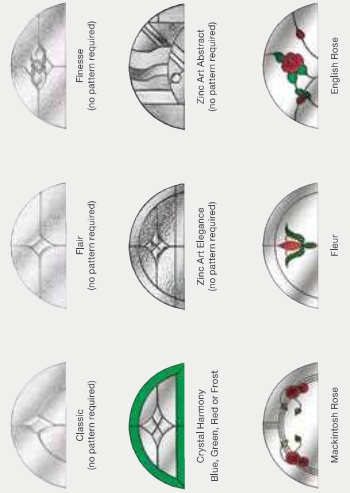 Classic
(no pattern required)
Flair
(no pattern required)
Finesse
(no pattern required)
Crystal Harmony
Blue, Green, Red or Frost
Zinc Art Elegance
(no pattern required)
Zinc Art Abstract
(no pattern required)
Mackintosh Rose
Fleur
English Rose